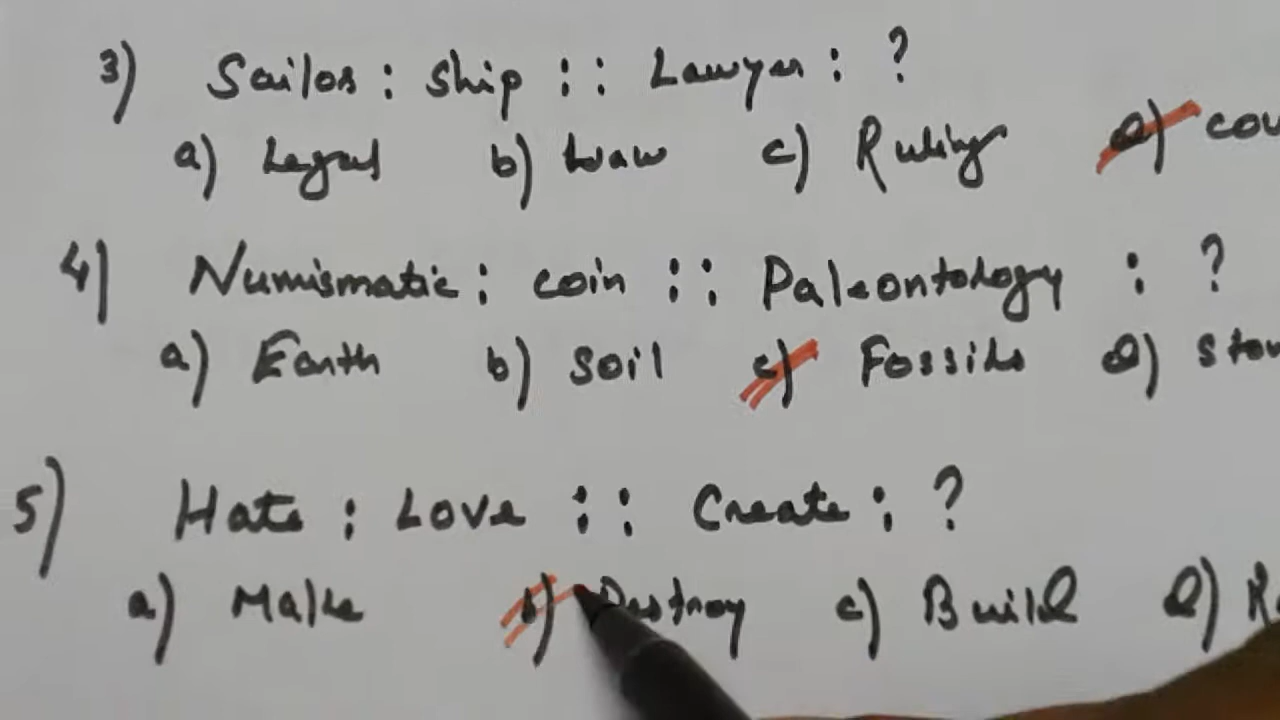 3) Sailor : ship :: Lawyer : ?
a) Legal b) Law c) Ruling d) cou
4) Numismatic : coin :: Paleontology : ?
a) Earth b) soil c) Fossils d) ston
5) Hate : Love :: Create : ?
a) Make b) Destroy c) Build d) R